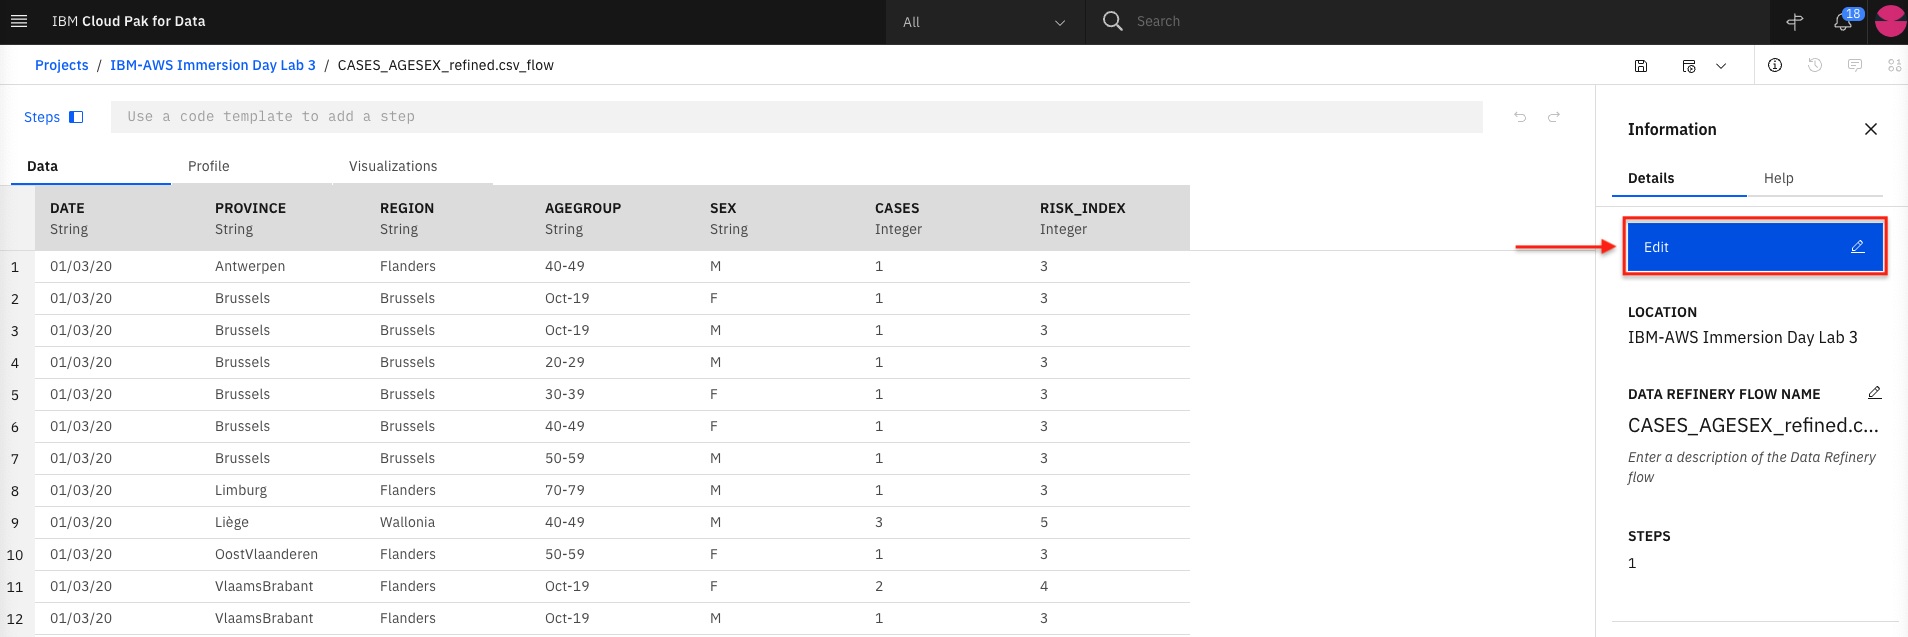 IBM Cloud Pak for Data All Search 18
Projects / IBM-AWS Immersion Day Lab 3 / CASES_AGESEX_refined.csv_flow
Steps Use a code template to add a step
Data Profile Visualizations
DATE PROVINCE REGION AGEGROUP SEX CASES RISK_INDEX
String String String String String Integer Integer
1 01/03/20 Antwerpen Flanders 40-49 M 1 3
2 01/03/20 Brussels Brussels Oct-19 F 1 3
3 01/03/20 Brussels Brussels Oct-19 M 1 3
4 01/03/20 Brussels Brussels 20-29 M 1 3
5 01/03/20 Brussels Brussels 30-39 F 1 3
6 01/03/20 Brussels Brussels 40-49 F 1 3
7 01/03/20 Brussels Brussels 50-59 M 1 3
8 01/03/20 Limburg Flanders 70-79 M 1 3
9 01/03/20 Liège Wallonia 40-49 M 3 5
10 01/03/20 OostVlaanderen Flanders 50-59 F 1 3
11 01/03/20 VlaamsBrabant Flanders Oct-19 F 2 4
12 01/03/20 VlaamsBrabant Flanders Oct-19 M 1 3
Information
Details Help
Edit
LOCATION
IBM-AWS Immersion Day Lab 3
DATA REFINERY FLOW NAME
CASES_AGESEX_refined.c...
Enter a description of the Data Refinery
flow
STEPS
1